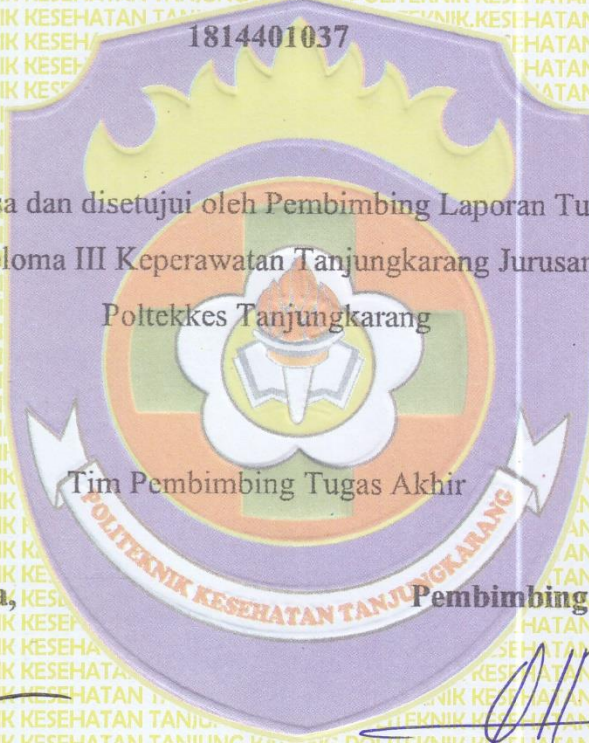 1814401037
sa dan disetujui oleh Pembimbing Laporan Tu
ploma III Keperawatan Tanjungkarang Jurusan
Poltekkes Tanjungkarang
Tim Pembimbing Tugas Akhir
POLITEKNIK KESEHATAN TANJUNGKARANG
a,
Pembimbing